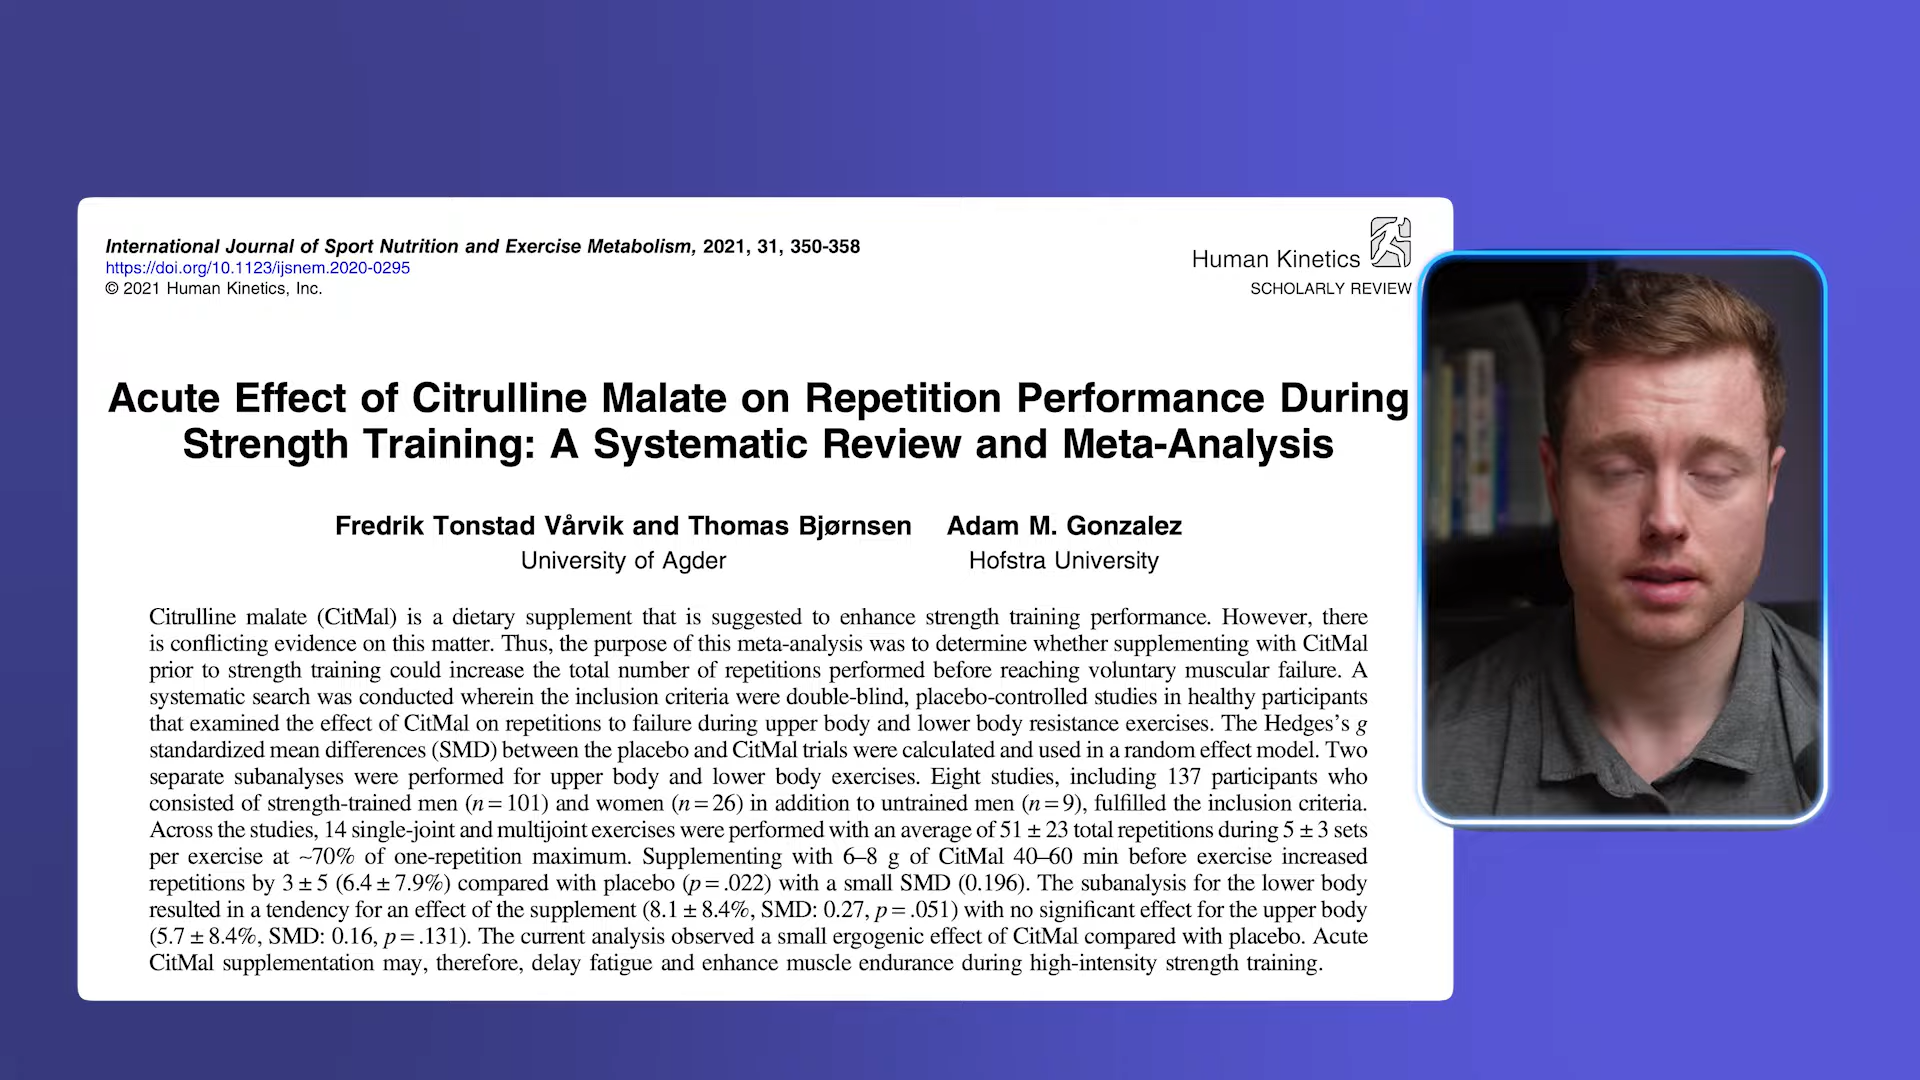 International Journal of Sport Nutrition and Exercise Metabolism, 2021, 31, 350-358
https://doi.org/10.1123/ijsnem.2020-0295
© 2021 Human Kinetics, Inc.
Human Kinetics
SCHOLARLY REVIEW
Acute Effect of Citrulline Malate on Repetition Performance During
Strength Training: A Systematic Review and Meta-Analysis
Fredrik Tonstad Vårvik and Thomas Bjørnsen Adam M. Gonzalez
University of Agder Hofstra University
Citrulline malate (CitMal) is a dietary supplement that is suggested to enhance strength training performance. However, there
is conflicting evidence on this matter. Thus, the purpose of this meta-analysis was to determine whether supplementing with CitMal
prior to strength training could increase the total number of repetitions performed before reaching voluntary muscular failure. A
systematic search was conducted wherein the inclusion criteria were double-blind, placebo-controlled studies in healthy participants
that examined the effect of CitMal on repetitions to failure during upper body and lower body resistance exercises. The Hedges's g
standardized mean differences (SMD) between the placebo and CitMal trials were calculated and used in a random effect model. Two
separate subanalyses were performed for upper body and lower body exercises. Eight studies, including 137 participants who
consisted of strength-trained men (n = 101) and women (n = 26) in addition to untrained men (n = 9), fulfilled the inclusion criteria.
Across the studies, 14 single-joint and multijoint exercises were performed with an average of 51 ± 23 total repetitions during 5 ± 3 sets
per exercise at ~70% of one-repetition maximum. Supplementing with 6–8 g of CitMal 40–60 min before exercise increased
repetitions by 3 ± 5 (6.4 ± 7.9%) compared with placebo (p = .022) with a small SMD (0.196). The subanalysis for the lower body
resulted in a tendency for an effect of the supplement (8.1 ± 8.4%, SMD: 0.27, p = .051) with no significant effect for the upper body
(5.7 ± 8.4%, SMD: 0.16, p = .131). The current analysis observed a small ergogenic effect of CitMal compared with placebo. Acute
CitMal supplementation may, therefore, delay fatigue and enhance muscle endurance during high-intensity strength training.